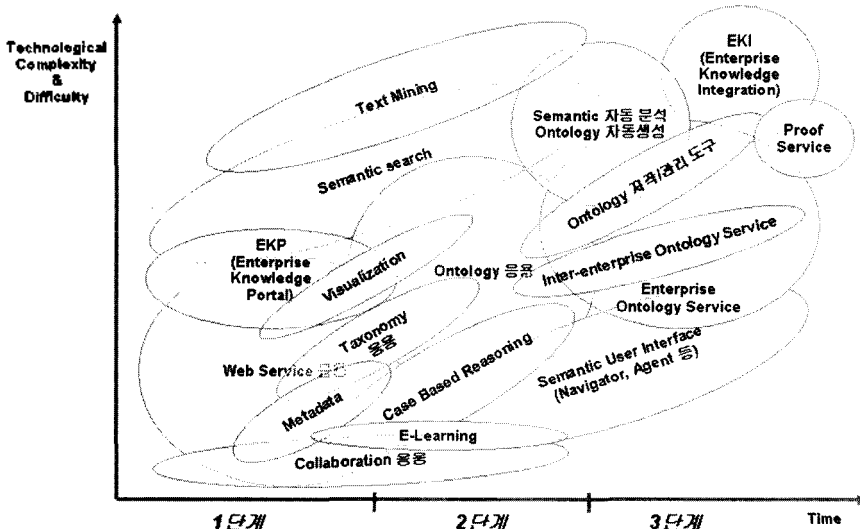 Technological
Complexity
&
Difficulty
EKI
(Enterprise
Knowledge
Integration)
Text Mining
Semantic 자동 분석
Ontology 자동생성
Proof
Service
Semantic search
Ontology 저작/관리 도구
EKP
(Enterprise
Knowledge
Portal)
Visualization
Ontology 응용
Inter-enterprise Ontology Service
Enterprise
Ontology Service
Taxonomy
응용
Web Service
Case Based Reasoning
Semantic User Interface
(Navigator, Agent 등)
Metadata
E-Learning
Collaboration 응용
1단계
2단계
3단계
Time